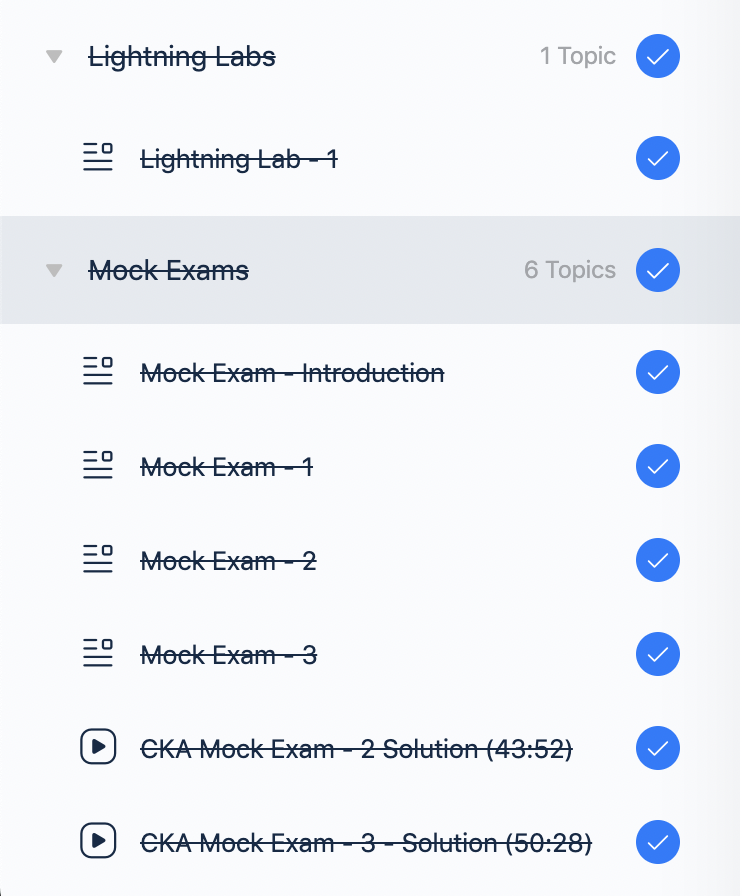 Lightning Labs 1 Topic
Lightning Lab - 1
Mock Exams 6 Topics
Mock Exam - Introduction
Mock Exam - 1
Mock Exam - 2
Mock Exam - 3
CKA Mock Exam - 2 Solution (43:52)
CKA Mock Exam - 3 - Solution (50:28)